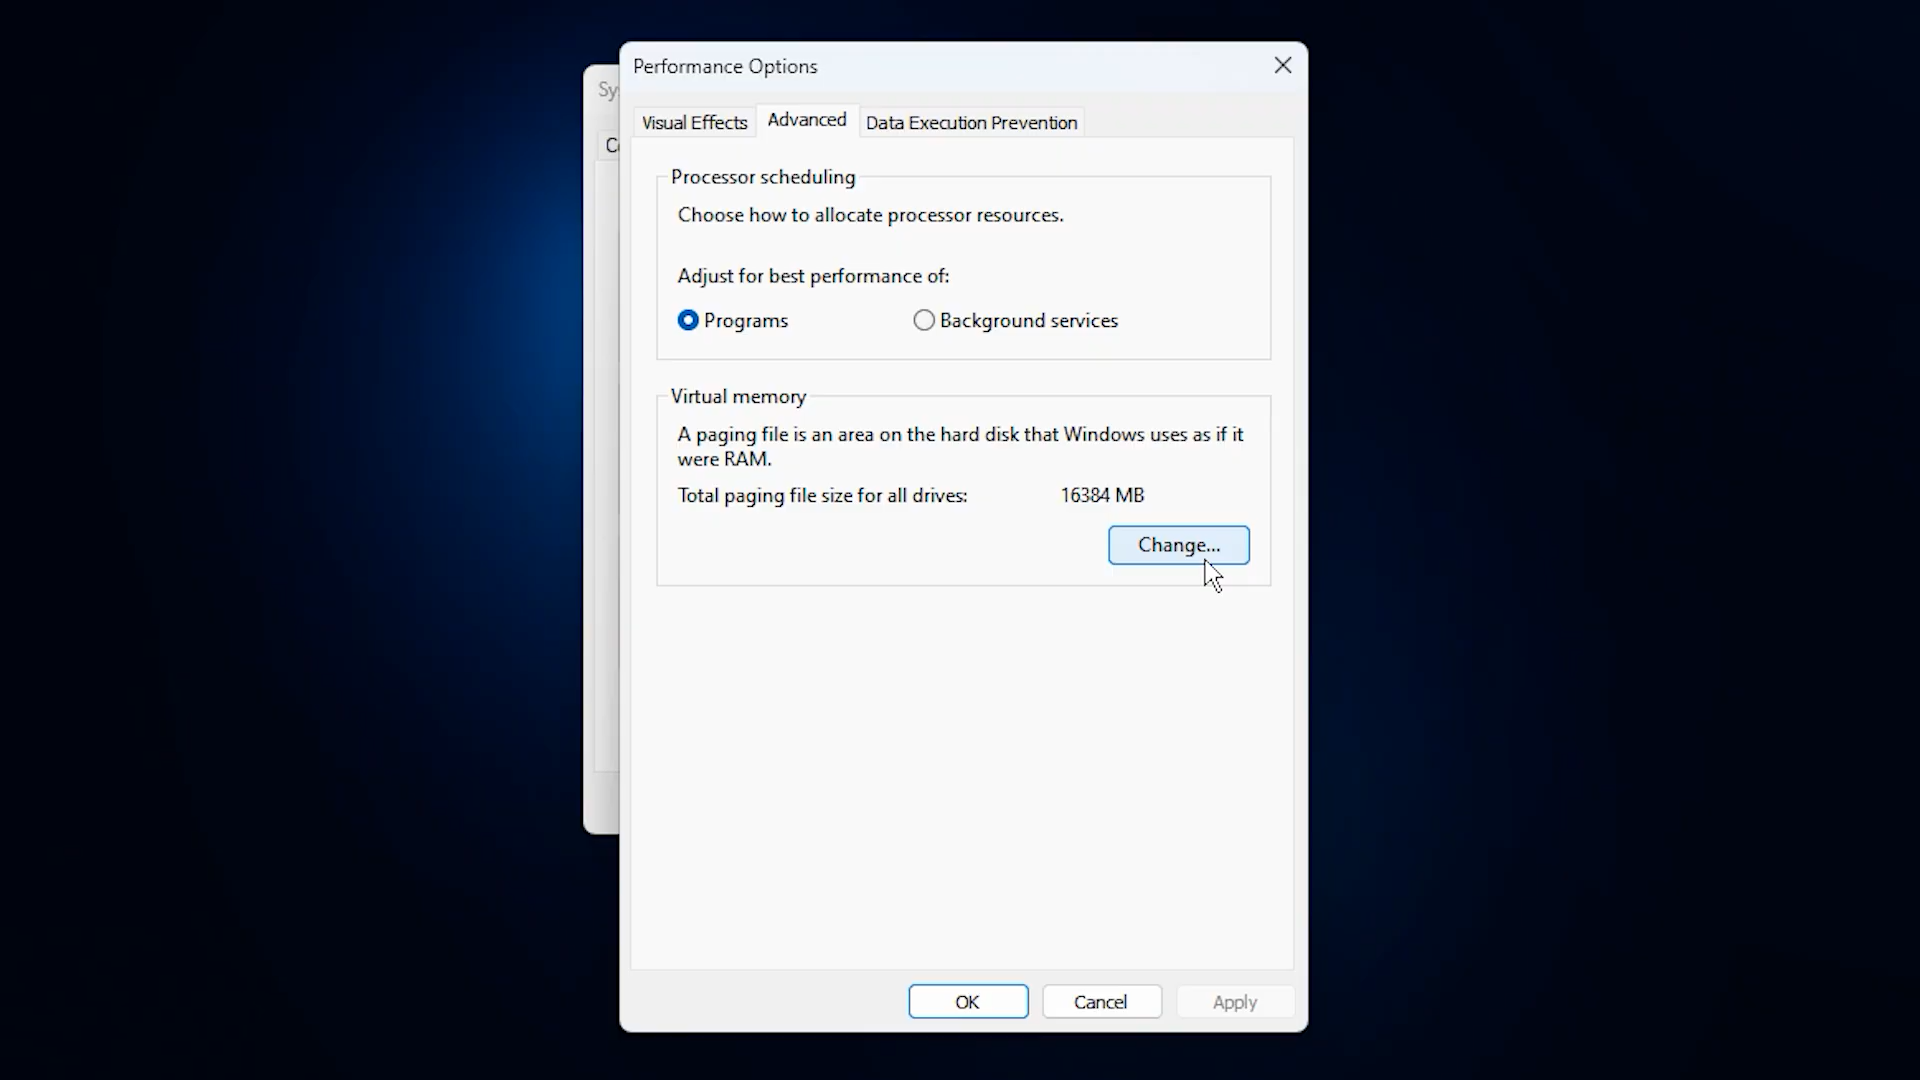 Performance Options
Sy
Visual Effects
Advanced
Data Execution Prevention
Processor scheduling
Choose how to allocate processor resources.
Adjust for best performance of:
Programs
Background services
Virtual memory
A paging file is an area on the hard disk that Windows uses as if it
were RAM.
Total paging file size for all drives:
16384 MB
Change...
OK
Cancel
Apply